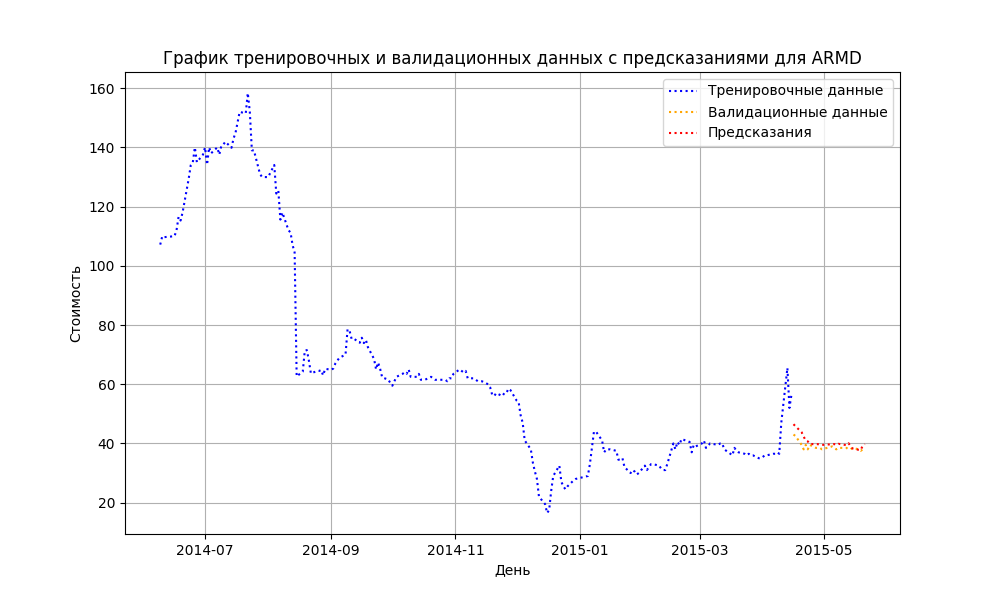 График тренировочных и валидационных данных с предсказаниями для ARMD
Тренировочные данные
Валидационные данные
Предсказания
Стоимость
160
140
120
100
80
60
40
20
2014-07 2014-09 2014-11 2015-01 2015-03 2015-05
День